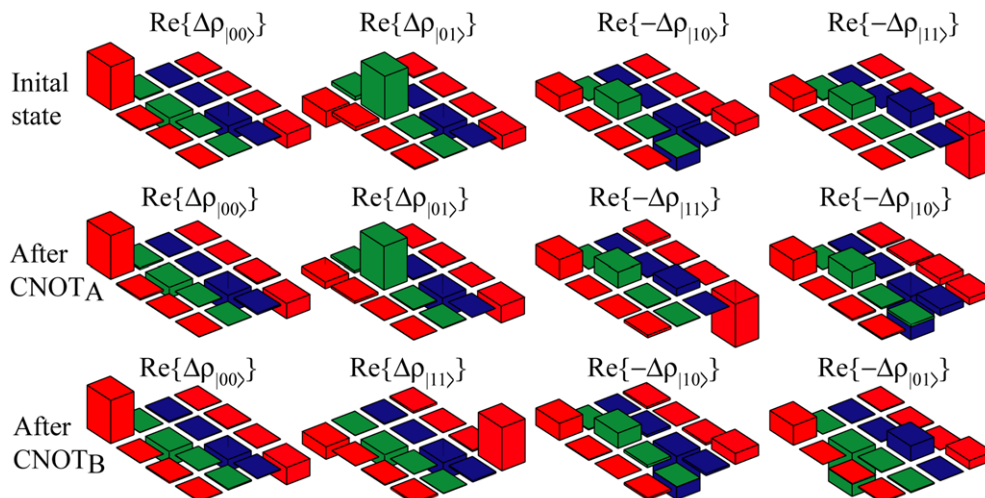 Re{Δρ|00⟩} Re{Δρ|01⟩} Re{−Δρ|10⟩} Re{−Δρ|11⟩}
Inital
state
Re{Δρ|00⟩} Re{Δρ|01⟩} Re{−Δρ|11⟩} Re{−Δρ|10⟩}
After
CNOTA
Re{Δρ|00⟩} Re{Δρ|11⟩} Re{−Δρ|10⟩} Re{−Δρ|01⟩}
After
CNOTB